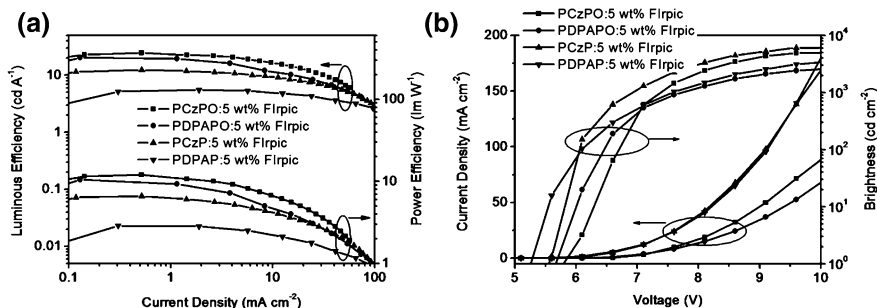 (a)
Luminous Efficiency (cd A⁻¹)
10
1
0.1
0.01
PCzPO:5 wt% FIrpic
PDPAPO:5 wt% FIrpic
PCzP:5 wt% FIrpic
PDPAP:5 wt% FIrpic
100
10
1
Power Efficiency (lm W⁻¹)
0.1 1 10 100
Current Density (mA cm⁻²)
(b)
Current Density (mA cm⁻²)
200
175
150
125
100
75
50
25
0
PCzPO:5 wt% FIrpic
PDPAPO:5 wt% FIrpic
PCzP:5 wt% FIrpic
PDPAP:5 wt% FIrpic
10⁴
10³
10²
10¹
10⁰
Brightness (cd cm⁻²)
5 6 7 8 9 10
Voltage (V)